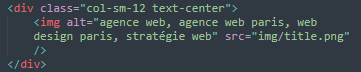 <div class="col-sm-12 text-center">
<img alt="agence web, agence web paris, web
design paris, stratégie web" src="img/title.png"
/>
</div>